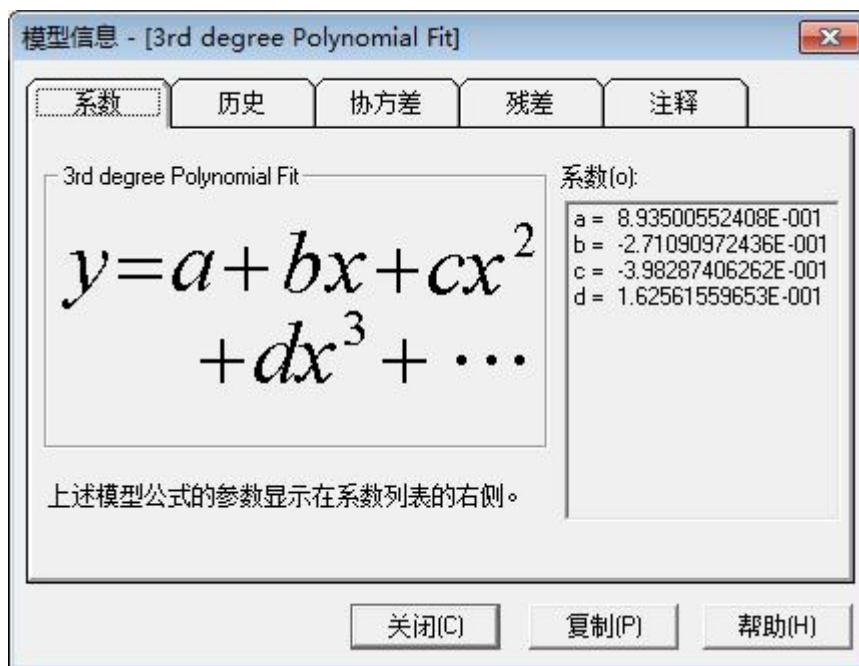 模型信息 - [3rd degree Polynomial Fit]
系数 历史 协方差 残差 注释
3rd degree Polynomial Fit
y=a+bx+cx²
+dx³+···
系数(o):
a = 8.93500552408E-001
b = -2.71090972436E-001
c = -3.98287406262E-001
d = 1.62561559653E-001
上述模型公式的参数显示在系数列表的右侧。
关闭(C) 复制(P) 帮助(H)